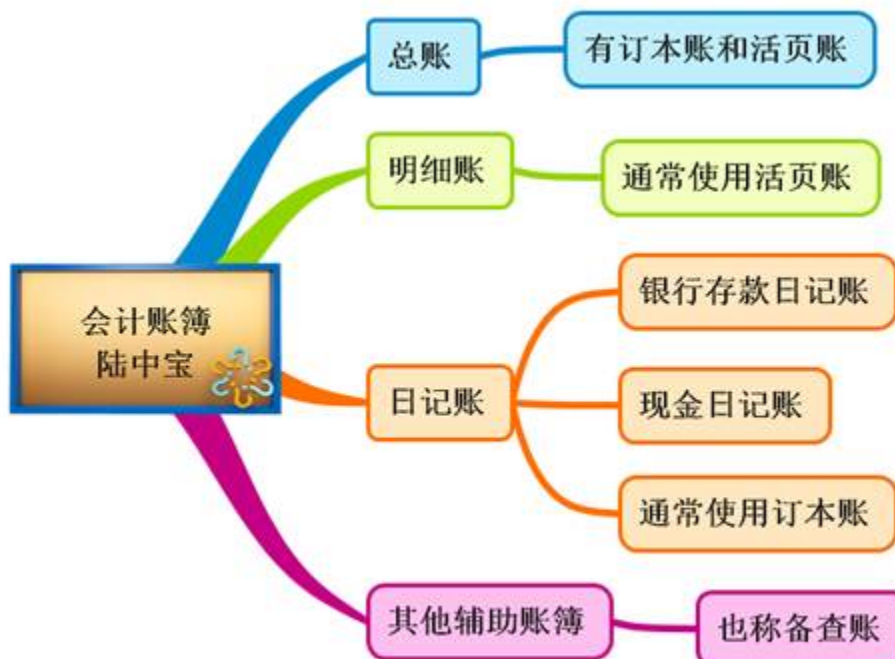 会计账簿
陆中宝
总账
有订本账和活页账
明细账
通常使用活页账
日记账
银行存款日记账
现金日记账
通常使用订本账
其他辅助账簿
也称备查账